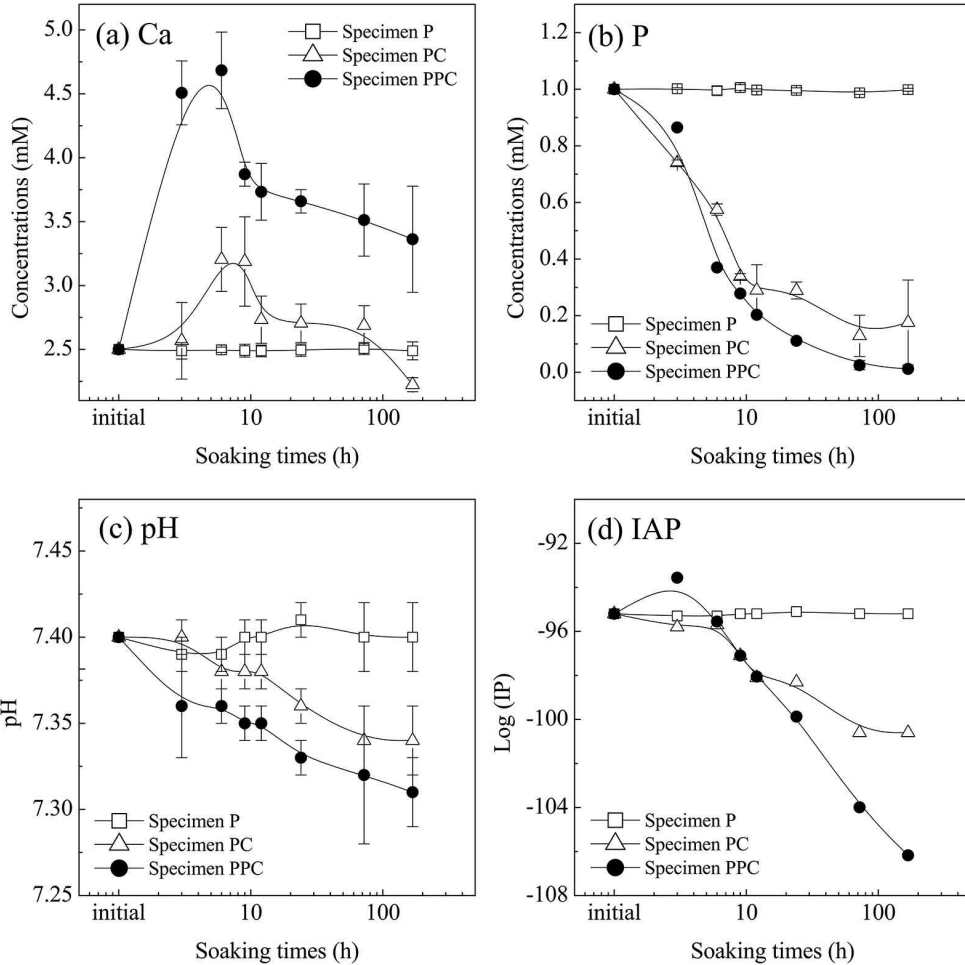 (a) Ca
Specimen P
Specimen PC
Specimen PPC
5.0
4.5
4.0
3.5
3.0
2.5
Concentrations (mM)
initial 10 100
Soaking times (h)
(b) P
1.2
1.0
0.8
0.6
0.4
0.2
0.0
Concentrations (mM)
Specimen P
Specimen PC
Specimen PPC
initial 10 100
Soaking times (h)
(c) pH
7.45
7.40
7.35
7.30
7.25
pH
Specimen P
Specimen PC
Specimen PPC
initial 10 100
Soaking times (h)
(d) IAP
-92
-96
-100
-104
-108
Log (IP)
Specimen P
Specimen PC
Specimen PPC
initial 10 100
Soaking times (h)